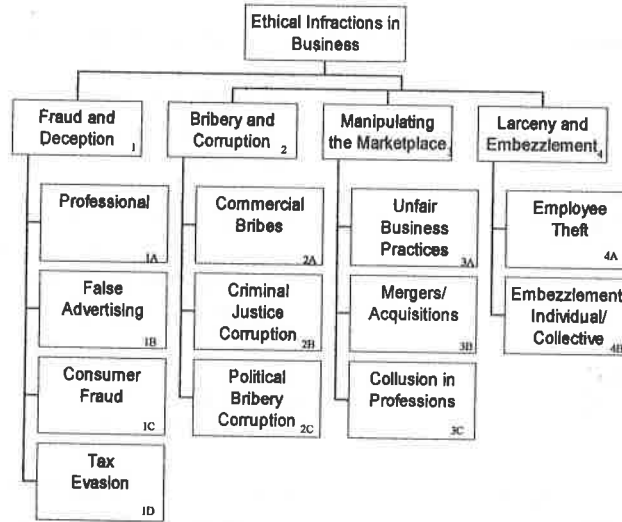 Ethical Infractions in
Business
Fraud and
Deception 1
Bribery and
Corruption 2
Manipulating
the Marketplace 3
Larceny and
Embezzlement 4
Professional
1A
False
Advertising
1B
Consumer
Fraud
1C
Tax
Evasion
1D
Commercial
Bribes
2A
Criminal
Justice
Corruption 2B
Political
Bribery
Corruption 2C
Unfair
Business
Practices 3A
Mergers/
Acquisitions
3B
Collusion in
Professions
3C
Employee
Theft
4A
Embezzlement
Individual/
Collective 4B